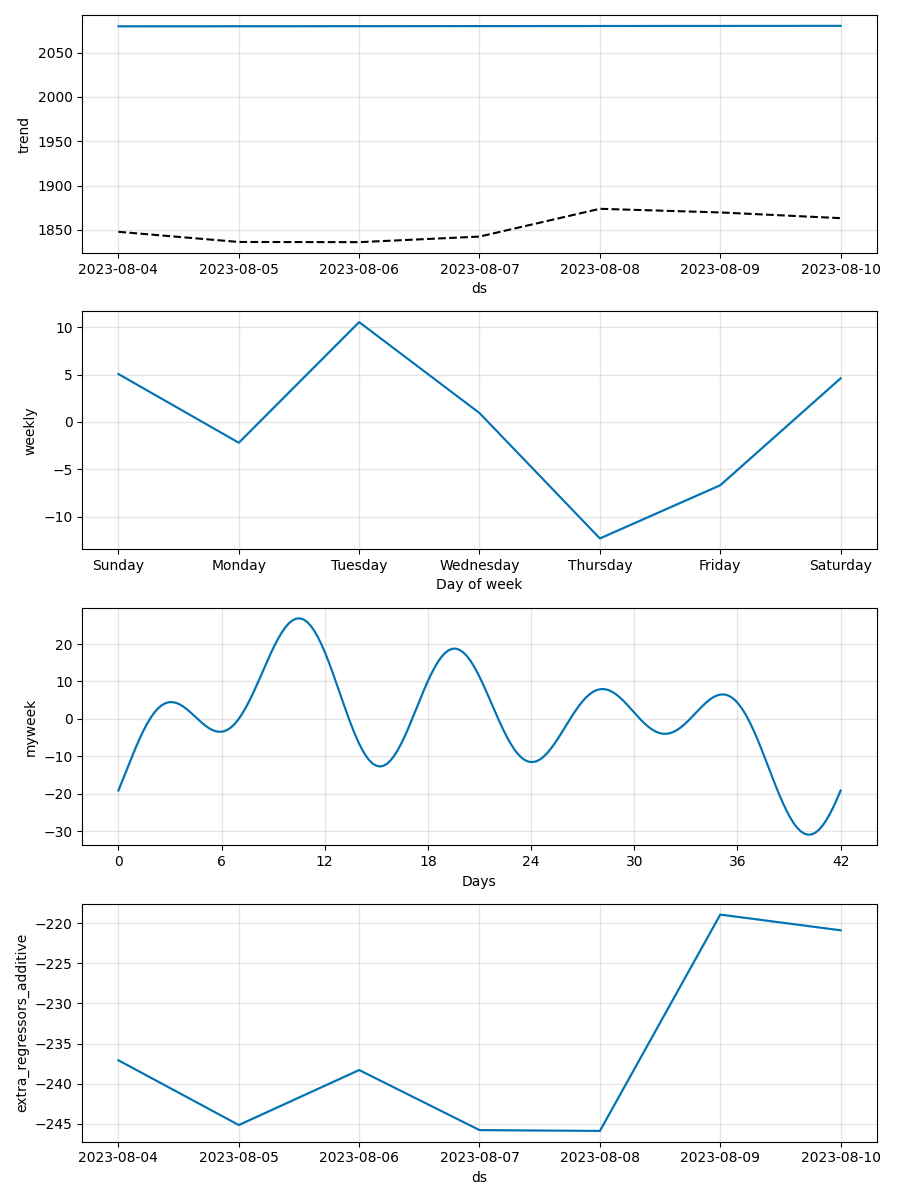 trend
2050
2000
1950
1900
1850
2023-08-04 2023-08-05 2023-08-06 2023-08-07 2023-08-08 2023-08-09 2023-08-10
ds
weekly
10
5
0
−5
−10
Sunday Monday Tuesday Wednesday Thursday Friday Saturday
Day of week
myweek
20
10
0
−10
−20
−30
0 6 12 18 24 30 36 42
Days
extra_regressors_additive
−220
−225
−230
−235
−240
−245
2023-08-04 2023-08-05 2023-08-06 2023-08-07 2023-08-08 2023-08-09 2023-08-10
ds